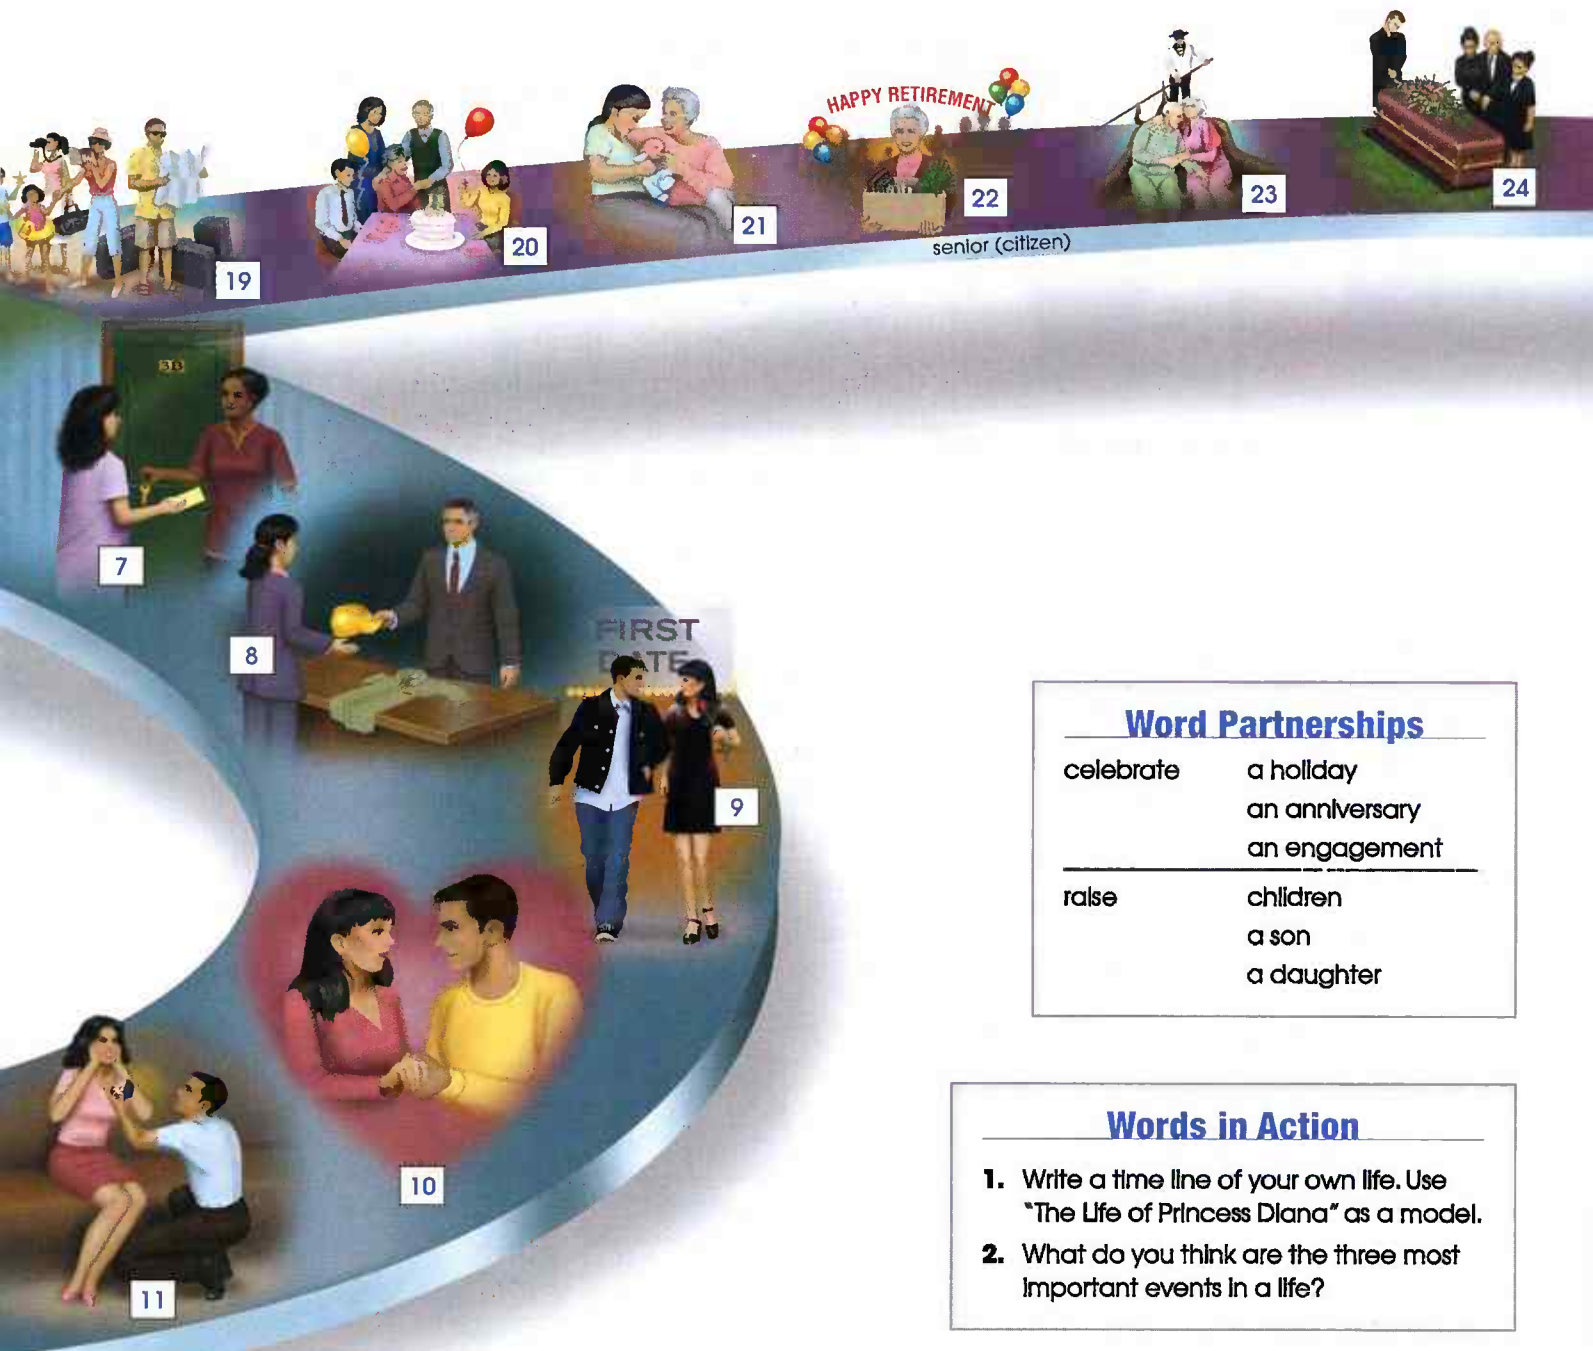 HAPPY RETIREMENT
19
20
21
22
23
24
senior (citizen)
3B
7
8
FIRST
DATE
9
10
11
Word Partnerships
celebrate a holiday
an anniversary
an engagement
raise children
a son
a daughter
Words in Action
1. Write a time line of your own life. Use
"The Life of Princess Diana" as a model.
2. What do you think are the three most
important events in a life?